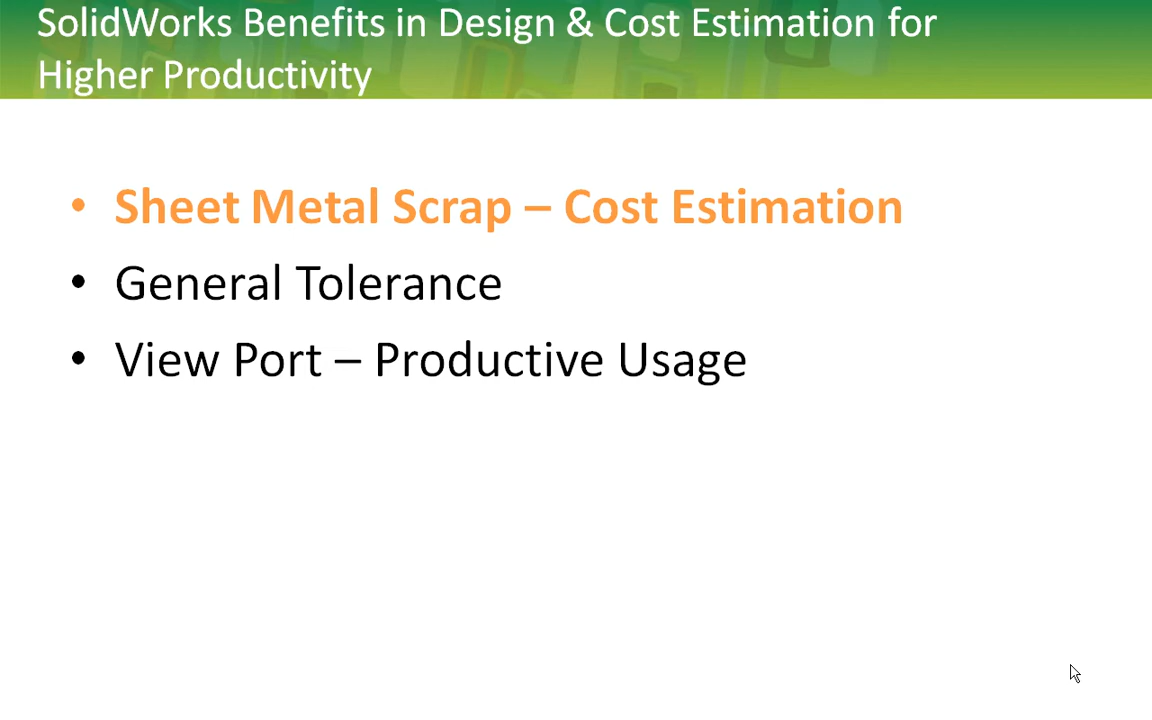 SolidWorks Benefits in Design & Cost Estimation for
Higher Productivity
• Sheet Metal Scrap – Cost Estimation
• General Tolerance
• View Port – Productive Usage